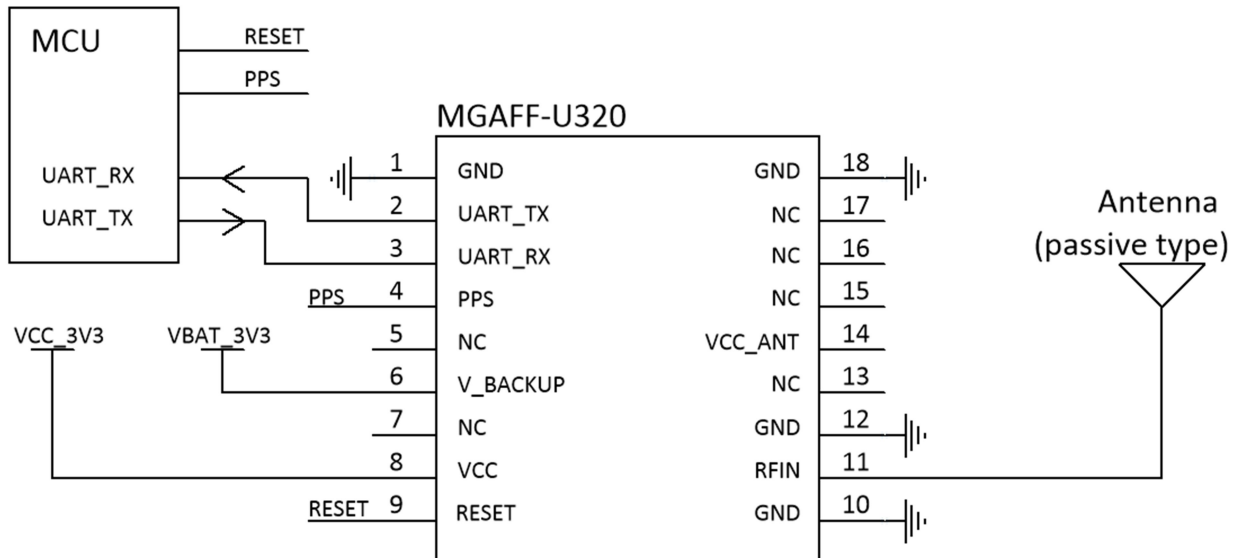 MCU
RESET
PPS
UART_RX
UART_TX
MGAFF-U320
1 GND GND 18
2 UART_TX NC 17
3 UART_RX NC 16
PPS 4 PPS NC 15
5 NC VCC_ANT 14
6 V_BACKUP NC 13
7 NC GND 12
8 VCC RFIN 11
RESET 9 RESET GND 10
VCC_3V3 VBAT_3V3
Antenna
(passive type)